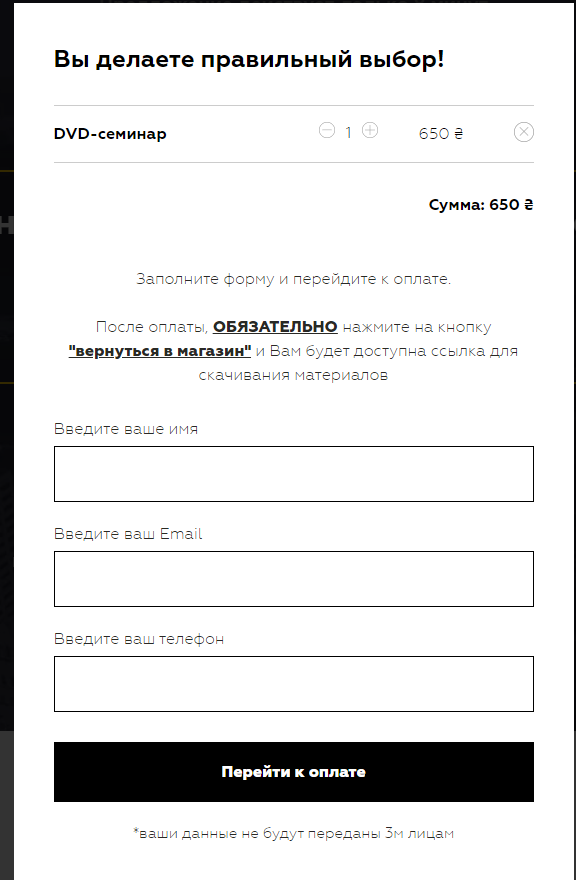 Вы делаете правильный выбор!
DVD-семинар 1 650 ₴
Сумма: 650 ₴
Заполните форму и перейдите к оплате.
После оплаты, ОБЯЗАТЕЛЬНО нажмите на кнопку
"вернуться в магазин" и Вам будет доступна ссылка для
скачивания материалов
Введите ваше имя
Введите ваш Email
Введите ваш телефон
Перейти к оплате
*ваши данные не будут переданы 3м лицам